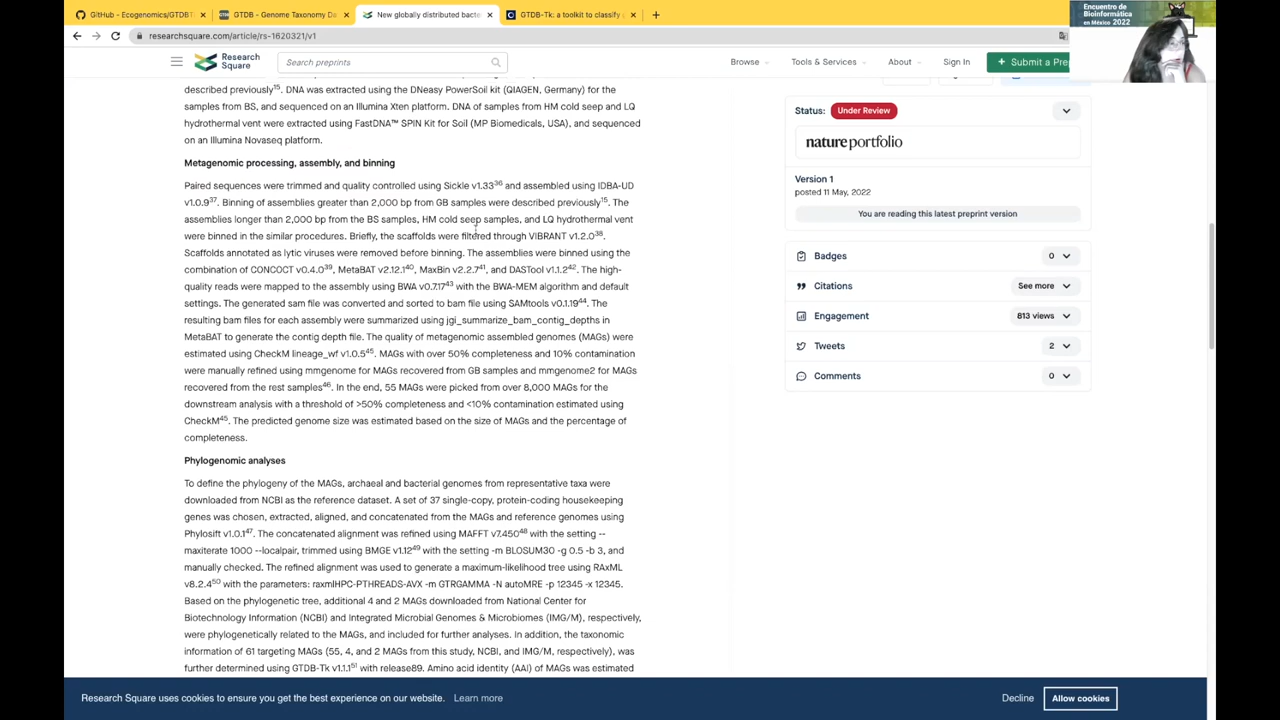 GitHub - Ecogenomics/GTDBT
GTDB - Genome Taxonomy Da
New globally distributed bacte
GTDB-Tk: a toolkit to classify g
researchsquare.com/article/rs-1620321/v1
Encuentro de
Bioinformática
en México 2022
Research
Square
Search preprints
Browse
Tools & Services
About
Sign In
Submit a Prep
described previously15. DNA was extracted using the DNeasy PowerSoil kit (QIAGEN, Germany) for the
samples from BS, and sequenced on an Illumina Xten platform. DNA of samples from HM cold seep and LQ
hydrothermal vent were extracted using FastDNA™ SPIN Kit for Soil (MP Biomedicals, USA), and sequenced
on an Illumina Novaseq platform.
Metagenomic processing, assembly, and binning
Paired sequences were trimmed and quality controlled using Sickle v1.3336 and assembled using IDBA-UD
v1.0.937. Binning of assemblies greater than 2,000 bp from GB samples were described previously15. The
assemblies longer than 2,000 bp from the BS samples, HM cold seep samples, and LQ hydrothermal vent
were binned in the similar procedures. Briefly, the scaffolds were filtered through VIBRANT v1.2.038.
Scaffolds annotated as lytic viruses were removed before binning. The assemblies were binned using the
combination of CONCOCT v0.4.039, MetaBAT v2.12.140, MaxBin v2.2.741, and DASTool v1.1.242. The high-
quality reads were mapped to the assembly using BWA v0.7.1743 with the BWA-MEM algorithm and default
settings. The generated sam file was converted and sorted to bam file using SAMtools v0.1.1944. The
resulting bam files for each assembly were summarized using jgi_summarize_bam_contig_depths in
MetaBAT to generate the contig depth file. The quality of metagenomic assembled genomes (MAGs) were
estimated using CheckM lineage_wf v1.0.545. MAGs with over 50% completeness and 10% contamination
were manually refined using mmgenome for MAGs recovered from GB samples and mmgenome2 for MAGs
recovered from the rest samples46. In the end, 55 MAGs were picked from over 8,000 MAGs for the
downstream analysis with a threshold of >50% completeness and <10% contamination estimated using
CheckM45. The predicted genome size was estimated based on the size of MAGs and the percentage of
completeness.
Phylogenomic analyses
To define the phylogeny of the MAGs, archaeal and bacterial genomes from representative taxa were
downloaded from NCBI as the reference dataset. A set of 37 single-copy, protein-coding housekeeping
genes was chosen, extracted, aligned, and concatenated from the MAGs and reference genomes using
Phylosift v1.0.147. The concatenated alignment was refined using MAFFT v7.45048 with the setting --
maxiterate 1000 --localpair, trimmed using BMGE v1.1249 with the setting -m BLOSUM30 -g 0.5 -b 3, and
manually checked. The refined alignment was used to generate a maximum-likelihood tree using RAxML
v8.2.450 with the parameters: raxmlHPC-PTHREADS-AVX -m GTRGAMMA -N autoMRE -p 12345 -x 12345.
Based on the phylogenetic tree, additional 4 and 2 MAGs downloaded from National Center for
Biotechnology Information (NCBI) and Integrated Microbial Genomes & Microbiomes (IMG/M), respectively,
were phylogenetically related to the MAGs, and included for further analyses. In addition, the taxonomic
information of 61 targeting MAGs (55, 4, and 2 MAGs from this study, NCBI, and IMG/M, respectively), was
further determined using GTDB-Tk v1.1.151 with release89. Amino acid identity (AAI) of MAGs was estimated
Status: Under Review
nature portfolio
Version 1
posted 11 May, 2022
You are reading this latest preprint version
Badges 0
Citations See more
Engagement 813 views
Tweets 2
Comments 0
Research Square uses cookies to ensure you get the best experience on our website. Learn more
Decline
Allow cookies